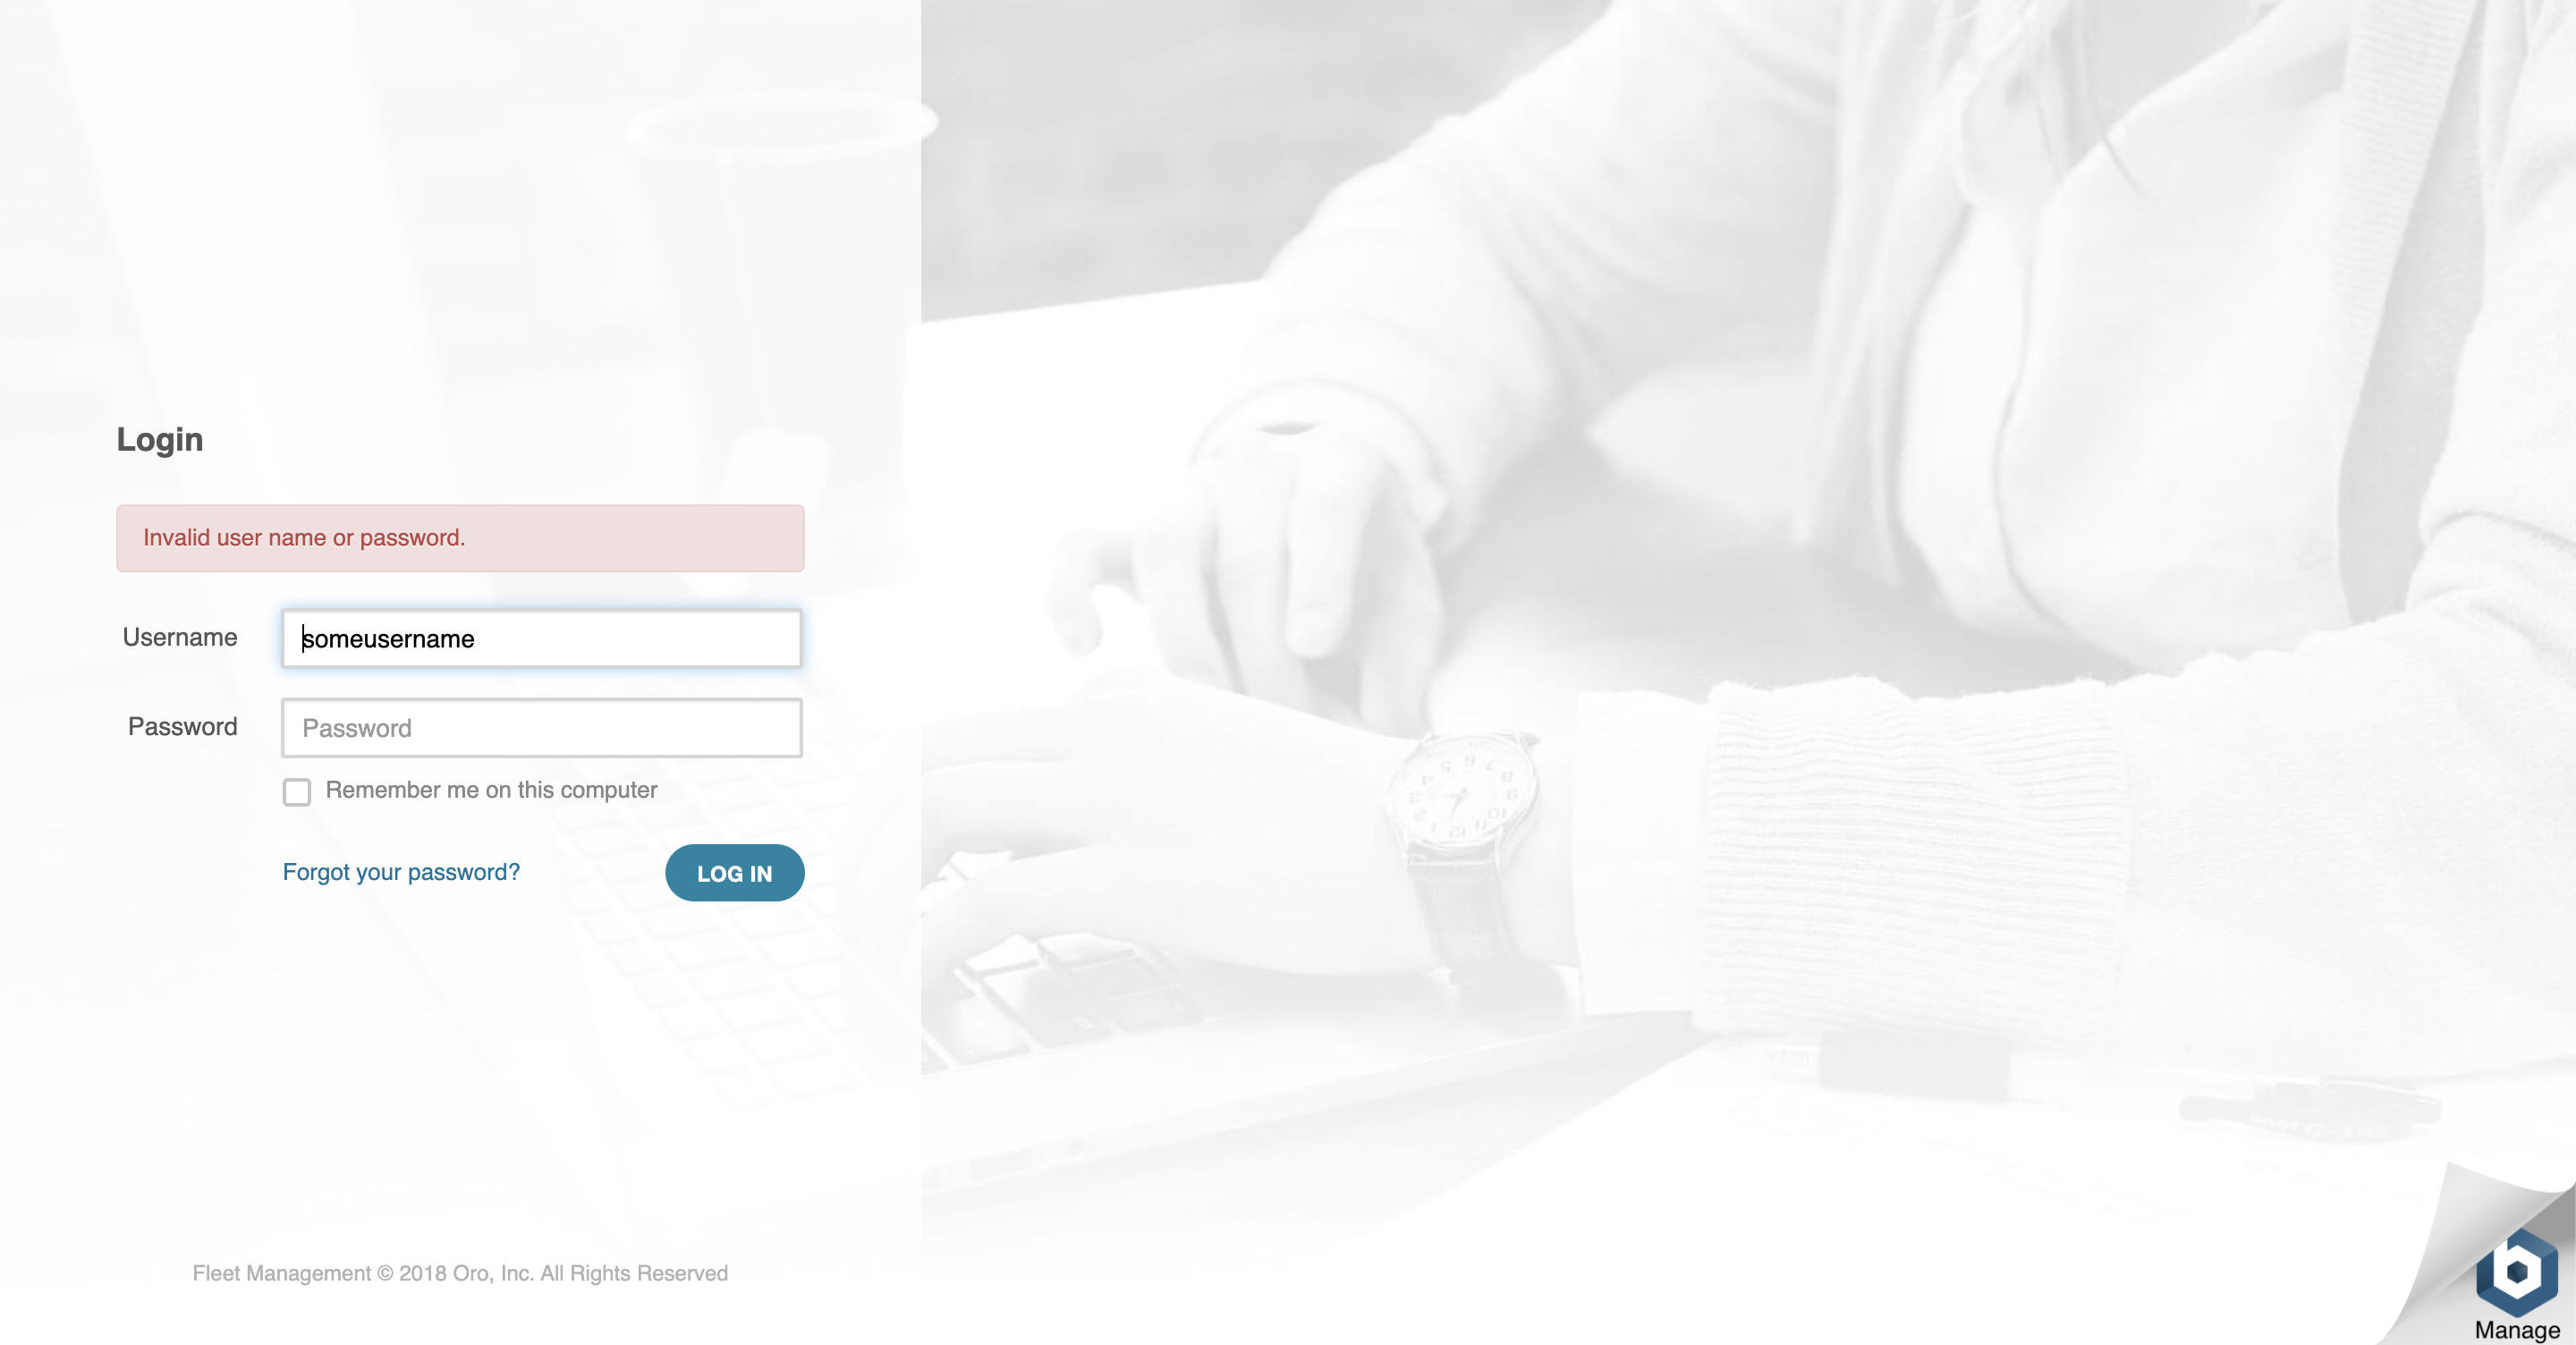 Login
Invalid user name or password.
Username
someusername
Password
Password
Remember me on this computer
Forgot your password?
LOG IN
Fleet Management © 2018 Oro, Inc. All Rights Reserved
Manage